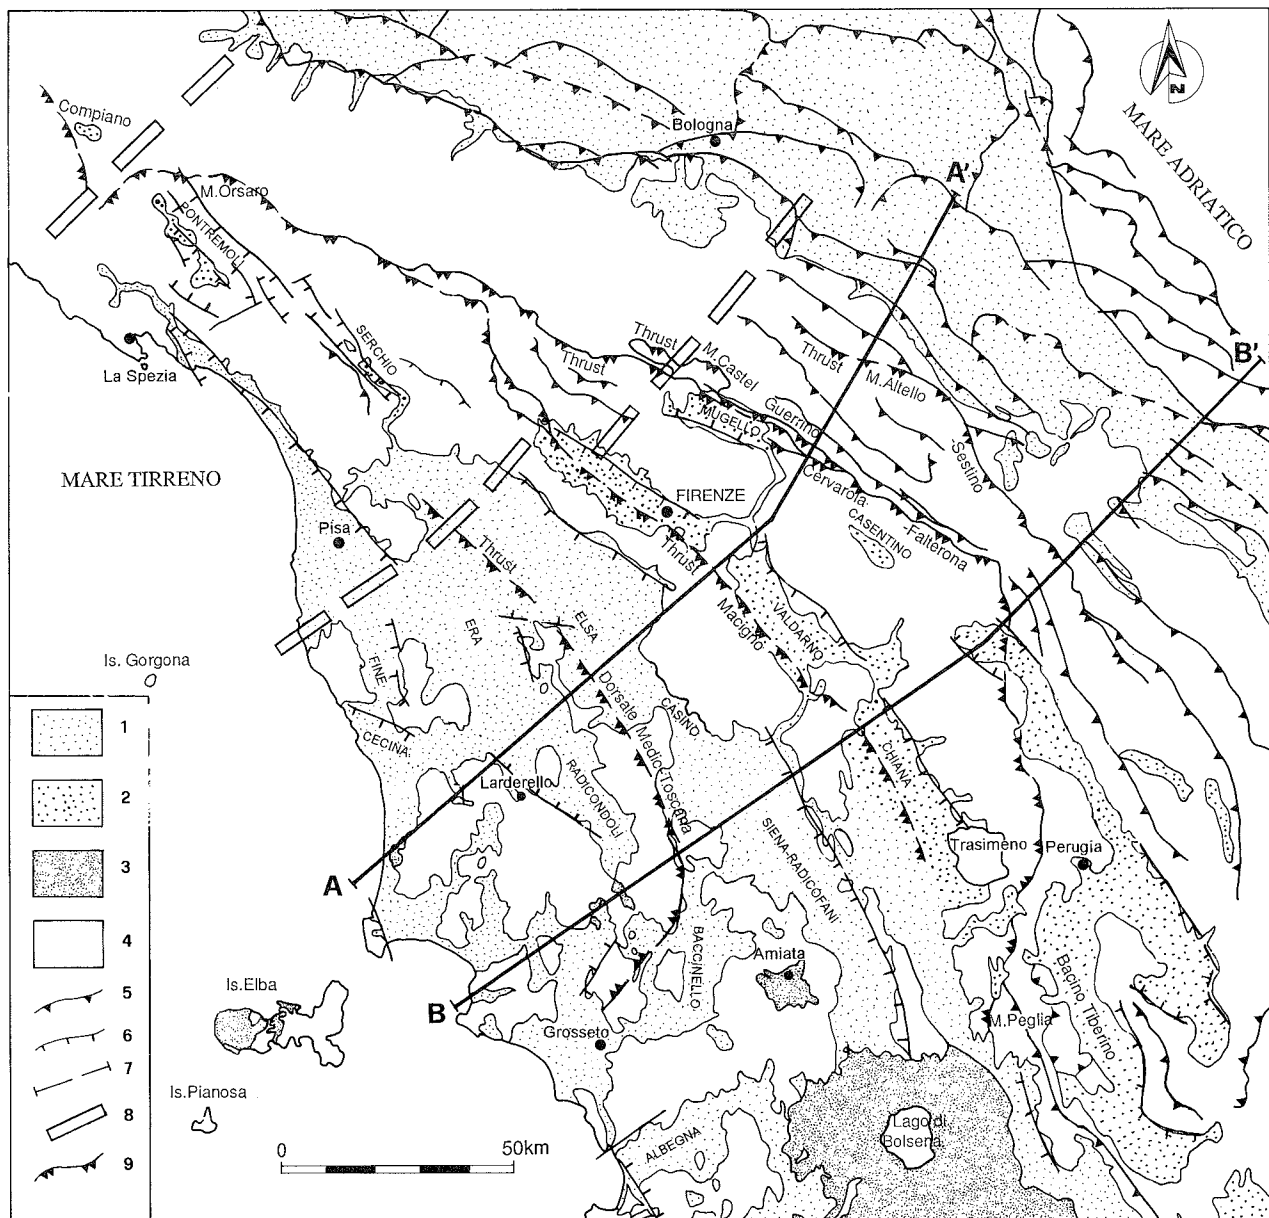 Compiano
Bologna
N
MARE ADRIATICO
M.Orsaro
A'
PONTREMOLI
SERCHIO
La Spezia
Thrust
Thrust
M.Castel
Guerrino
Thrust
M.Altello
B'
MUGELLO
Sestino
MARE TIRRENO
FIRENZE
Cervarola
Falterona
CASENTINO
Pisa
Thrust
Thrust
Macigno
VALDARNO
ERA
ELSA
FINE
Is. Gorgona
CECINA
Dorsale Medio-Toscana
CASINO
CHIANA
Larderello
RADICONDOLI
SIENA-RADICOFANI
Trasimeno
Perugia
A
BACCINELLO
Amiata
Bacino Tiberino
Is.Elba
B
Grosseto
M.Peglia
Is.Pianosa
Lago di
Bolsena
ALBEGNA
0
50km
1
2
3
4
5
6
7
8
9